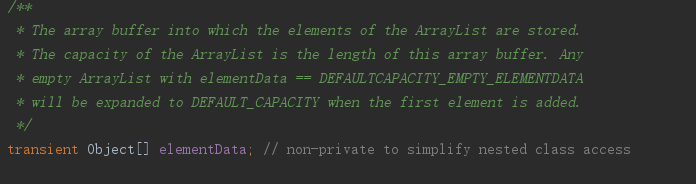 /**
* The array buffer into which the elements of the ArrayList are stored.
* The capacity of the ArrayList is the length of this array buffer. Any
* empty ArrayList with elementData == DEFAULTCAPACITY_EMPTY_ELEMENTDATA
* will be expanded to DEFAULT_CAPACITY when the first element is added.
*/
transient Object[] elementData; // non-private to simplify nested class access